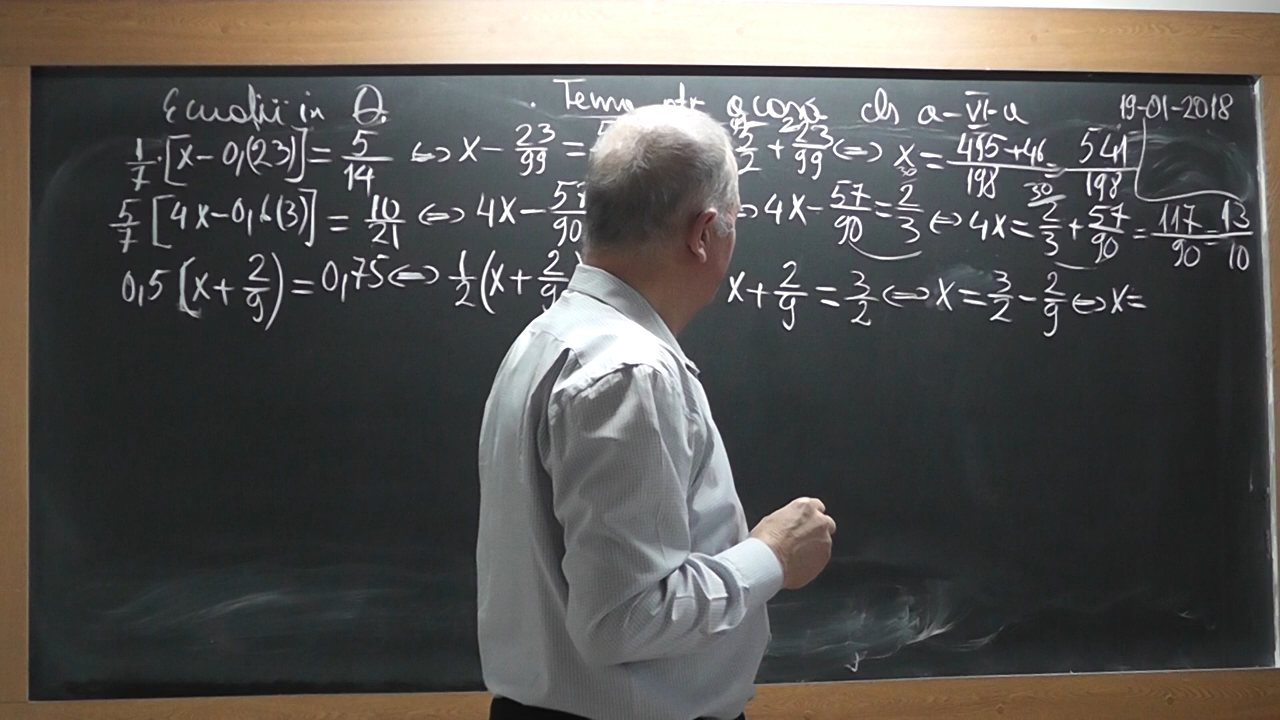 Ecuații în Q. Temă acasă cls a-VI-a 19-01-2018
1/7·[x-0,(23)]=5/14 ⇔ x-23/99= 5/2+23/99 ⇔ x=495+46/198=541/198
5/7[4x-0,6(3)]=10/21 ⇔ 4x-57/90 ⇔ 4x-57/90=2/3 ⇔ 4x=2/3+57/90=117/90=13/10
0,5(x+2/9)=0,75 ⇔ 1/2(x+2/9) x+2/9=3/2 ⇔ x=3/2-2/9 ⇔ x=